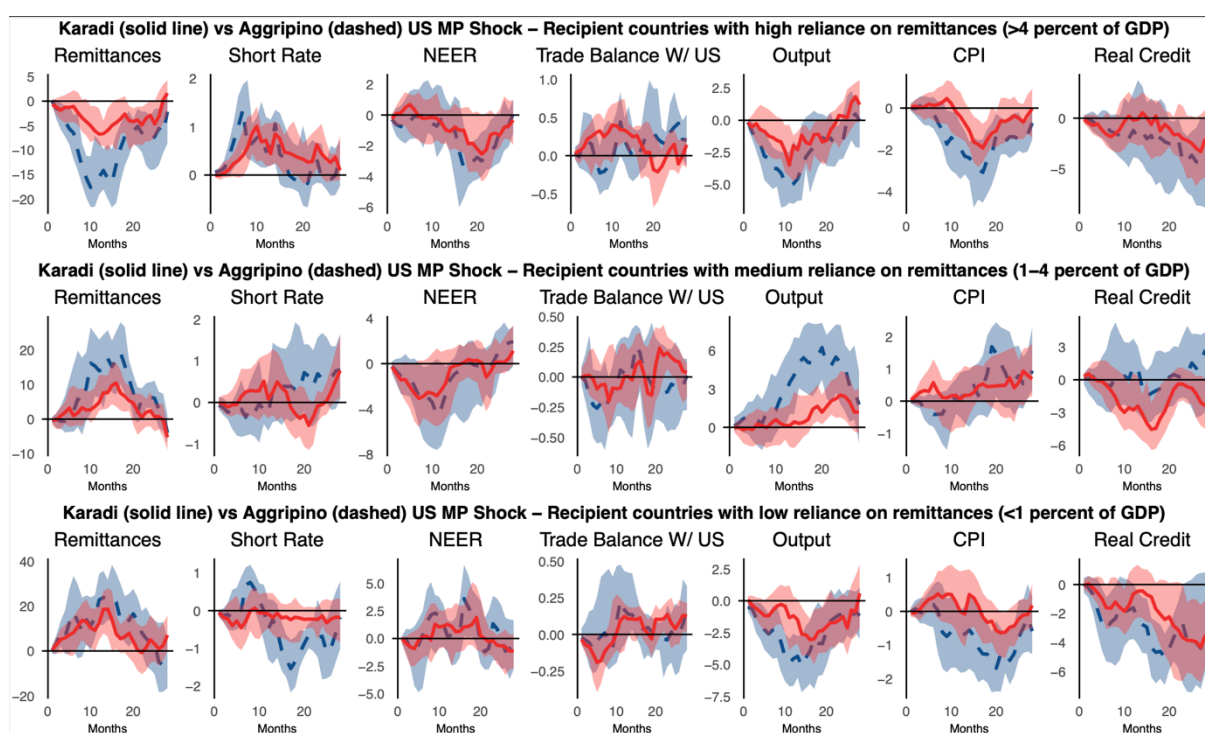 Karadi (solid line) vs Aggripino (dashed) US MP Shock – Recipient countries with high reliance on remittances (>4 percent of GDP)
Remittances Short Rate NEER Trade Balance W/ US Output CPI Real Credit
5 0 −5 −10 −15 −20
2 1 0
2 0 −2 −4 −6
1.0 0.5 0.0 −0.5
2.5 0.0 −2.5 −5.0
0 −2 −4
0 −5
0 10 20 0 10 20 0 10 20 0 10 20 0 10 20 0 10 20 0 10 20
Months Months Months Months Months Months Months
Karadi (solid line) vs Aggripino (dashed) US MP Shock – Recipient countries with medium reliance on remittances (1–4 percent of GDP)
Remittances Short Rate NEER Trade Balance W/ US Output CPI Real Credit
20 10 0 −10
2 1 0 −1
4 0 −4 −8
0.50 0.25 0.00 −0.25 −0.50
6 3 0
2 1 0 −1
3 0 −3 −6
0 10 20 0 10 20 0 10 20 0 10 20 0 10 20 0 10 20 0 10 20
Months Months Months Months Months Months Months
Karadi (solid line) vs Aggripino (dashed) US MP Shock – Recipient countries with low reliance on remittances (<1 percent of GDP)
Remittances Short Rate NEER Trade Balance W/ US Output CPI Real Credit
40 20 0 −20
1 0 −1 −2
5.0 2.5 0.0 −2.5 −5.0
0.50 0.25 0.00 −0.25
2.5 0.0 −2.5 −5.0 −7.5
1 0 −1 −2
0 −2 −4 −6
0 10 20 0 10 20 0 10 20 0 10 20 0 10 20 0 10 20 0 10 20
Months Months Months Months Months Months Months